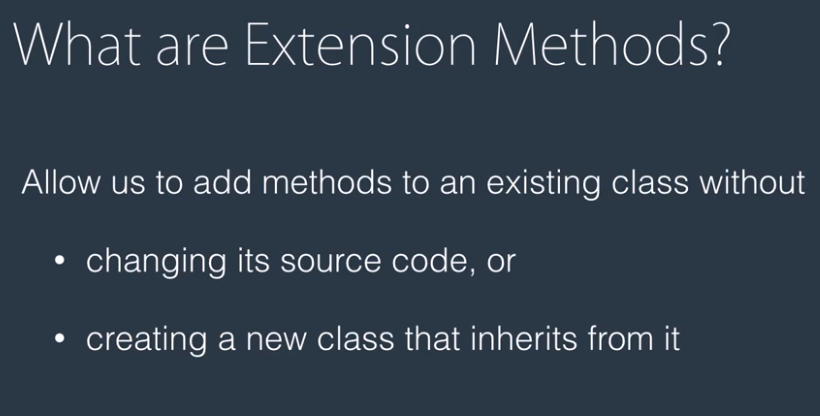 What are Extension Methods?
Allow us to add methods to an existing class without
• changing its source code, or
• creating a new class that inherits from it